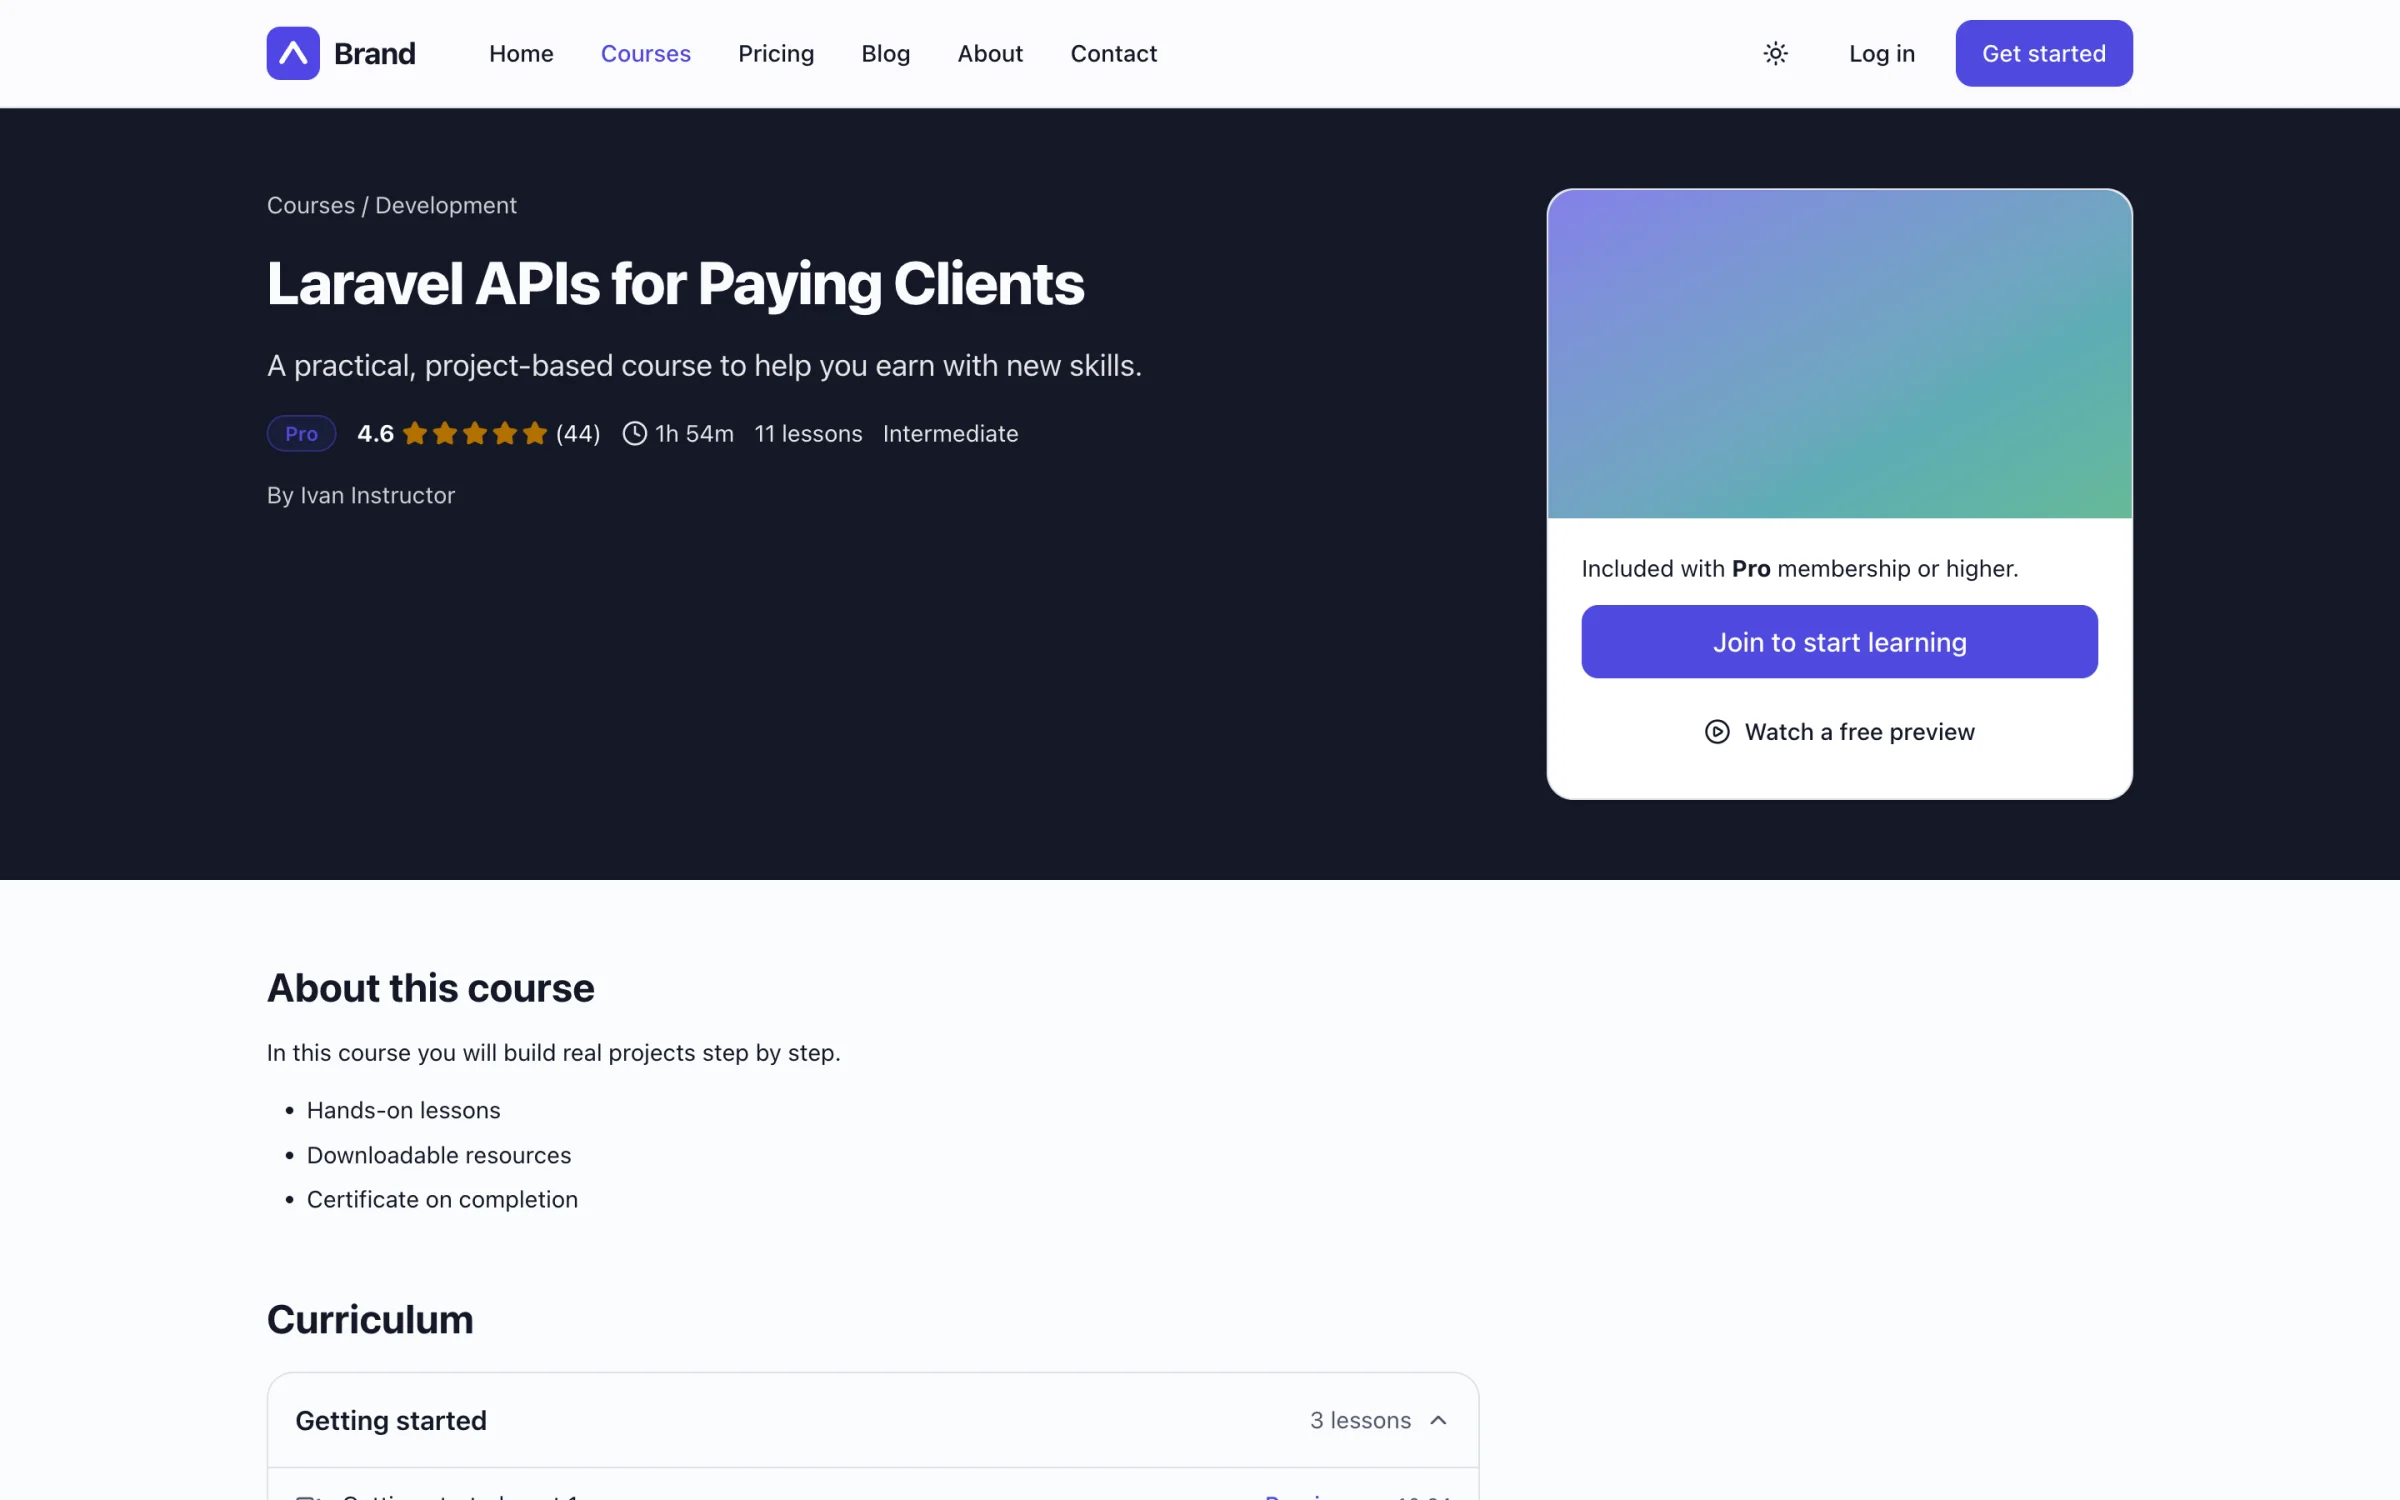 Brand
Home
Courses
Pricing
Blog
About
Contact
Log in
Get started
Courses / Development
Laravel APIs for Paying Clients
A practical, project-based course to help you earn with new skills.
Pro
4.6 (44)
1h 54m
11 lessons
Intermediate
By Ivan Instructor
Included with Pro membership or higher.
Join to start learning
Watch a free preview
About this course
In this course you will build real projects step by step.
• Hands-on lessons
• Downloadable resources
• Certificate on completion
Curriculum
Getting started
3 lessons